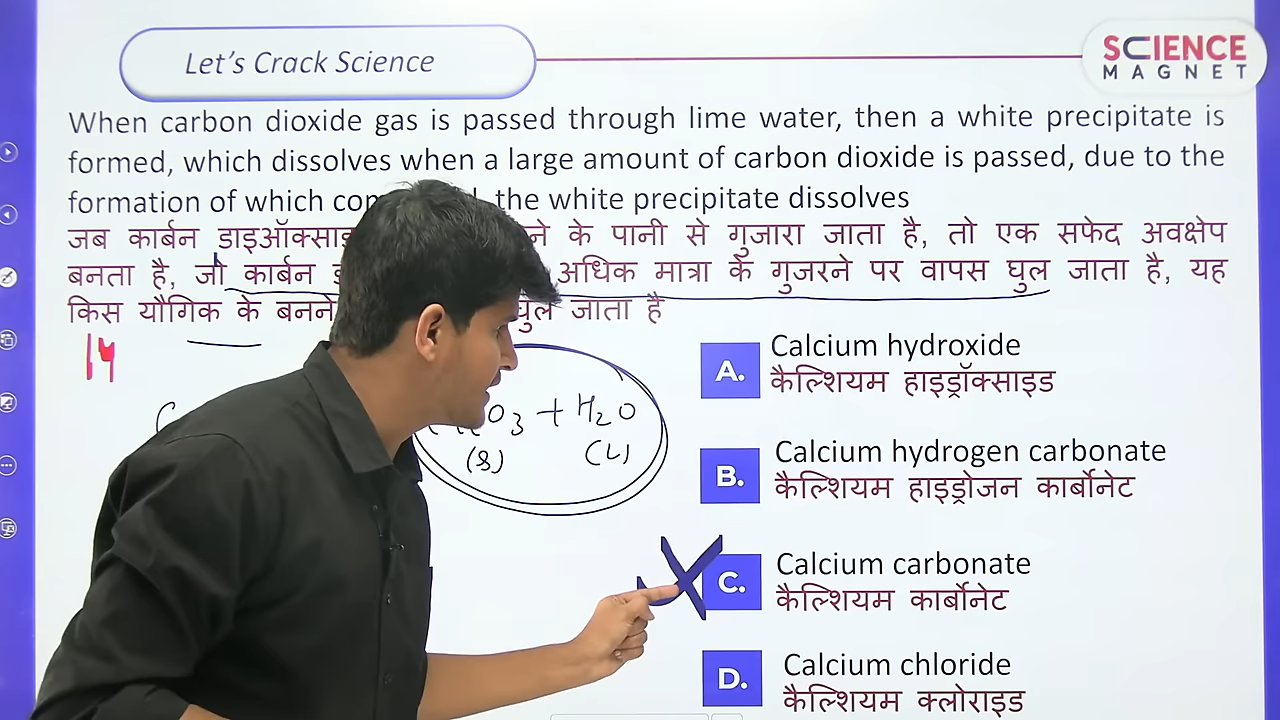 Let's Crack Science
SCIENCE
MAGNET
When carbon dioxide gas is passed through lime water, then a white precipitate is
formed, which dissolves when a large amount of carbon dioxide is passed, due to the
formation of which the white precipitate dissolves
जब कार्बन के पानी से गुजारा जाता है, तो एक सफेद अवक्षेप
बनता है, जो कार्बन अधिक मात्रा के गुजरने पर वापस घुल जाता है, यह
किस यौगिक के घुल जाता है
14
O3 + H2O
(S) (L)
A. Calcium hydroxide
कैल्शियम हाइड्रॉक्साइड
B. Calcium hydrogen carbonate
कैल्शियम हाइड्रोजन कार्बोनेट
C. Calcium carbonate
कैल्शियम कार्बोनेट
D. Calcium chloride
कैल्शियम क्लोराइड